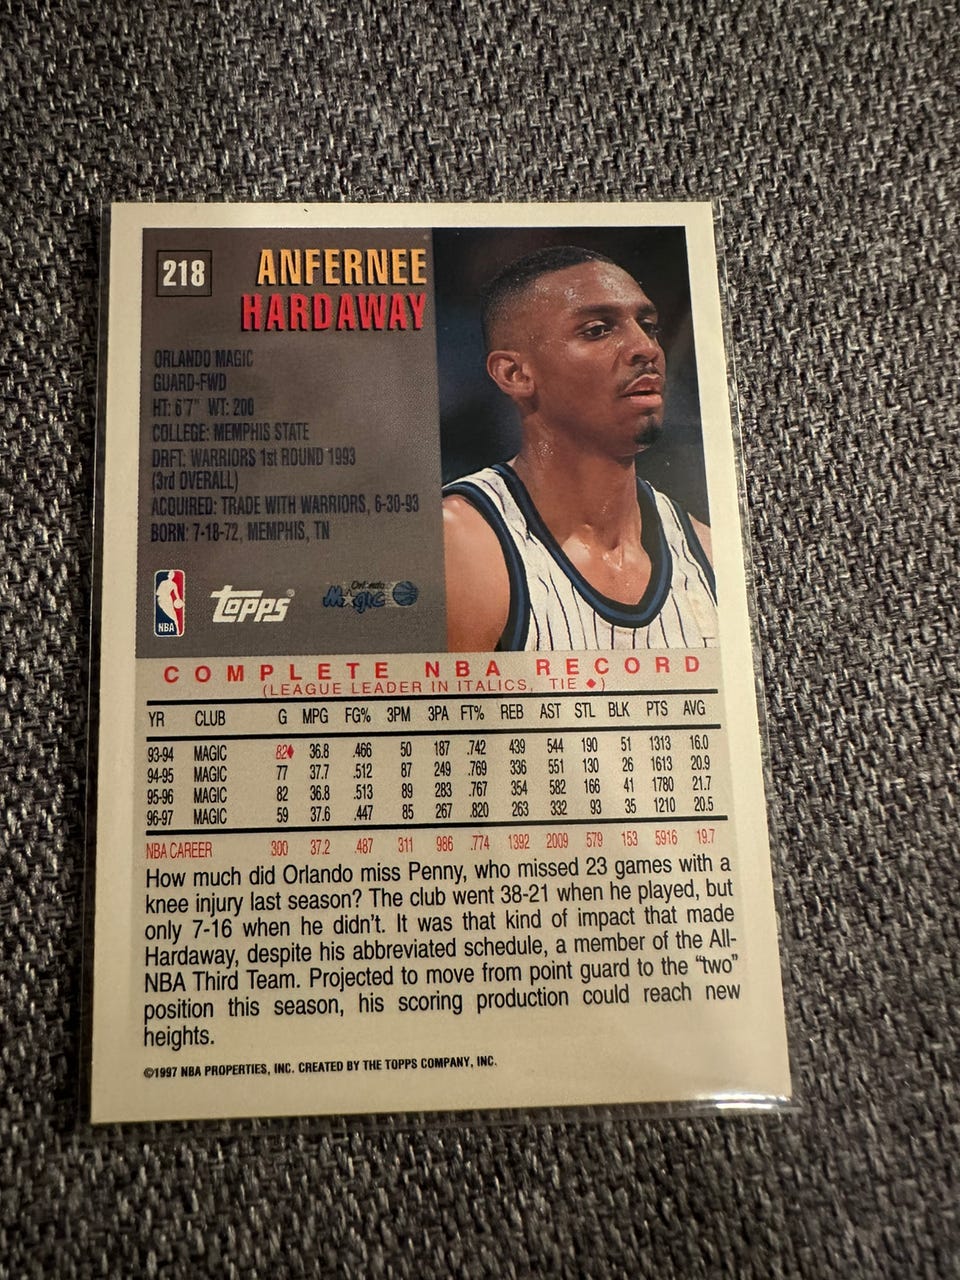 218
ANFERNEE
HARDAWAY
ORLANDO MAGIC
GUARD-FWD
HT: 6'7" WT: 200
COLLEGE: MEMPHIS STATE
DRFT: WARRIORS 1st ROUND 1993
(3rd OVERALL)
ACQUIRED: TRADE WITH WARRIORS, 6-30-93
BORN: 7-18-72, MEMPHIS, TN
NBA
Topps
Orlando
Magic
COMPLETE NBA RECORD
(LEAGUE LEADER IN ITALICS, TIE ♦)
YR CLUB G MPG FG% 3PM 3PA FT% REB AST STL BLK PTS AVG
93-94 MAGIC 82♦ 36.8 .466 50 187 .742 439 544 190 51 1313 16.0
94-95 MAGIC 77 37.7 .512 87 249 .769 336 551 130 26 1613 20.9
95-96 MAGIC 82 36.8 .513 89 283 .767 354 582 166 41 1780 21.7
96-97 MAGIC 59 37.6 .447 85 267 .820 263 332 93 35 1210 20.5
NBA CAREER 300 37.2 .487 311 986 .774 1392 2009 579 153 5916 19.7
How much did Orlando miss Penny, who missed 23 games with a
knee injury last season? The club went 38-21 when he played, but
only 7-16 when he didn't. It was that kind of impact that made
Hardaway, despite his abbreviated schedule, a member of the All-
NBA Third Team. Projected to move from point guard to the "two"
position this season, his scoring production could reach new
heights.
©1997 NBA PROPERTIES, INC. CREATED BY THE TOPPS COMPANY, INC.